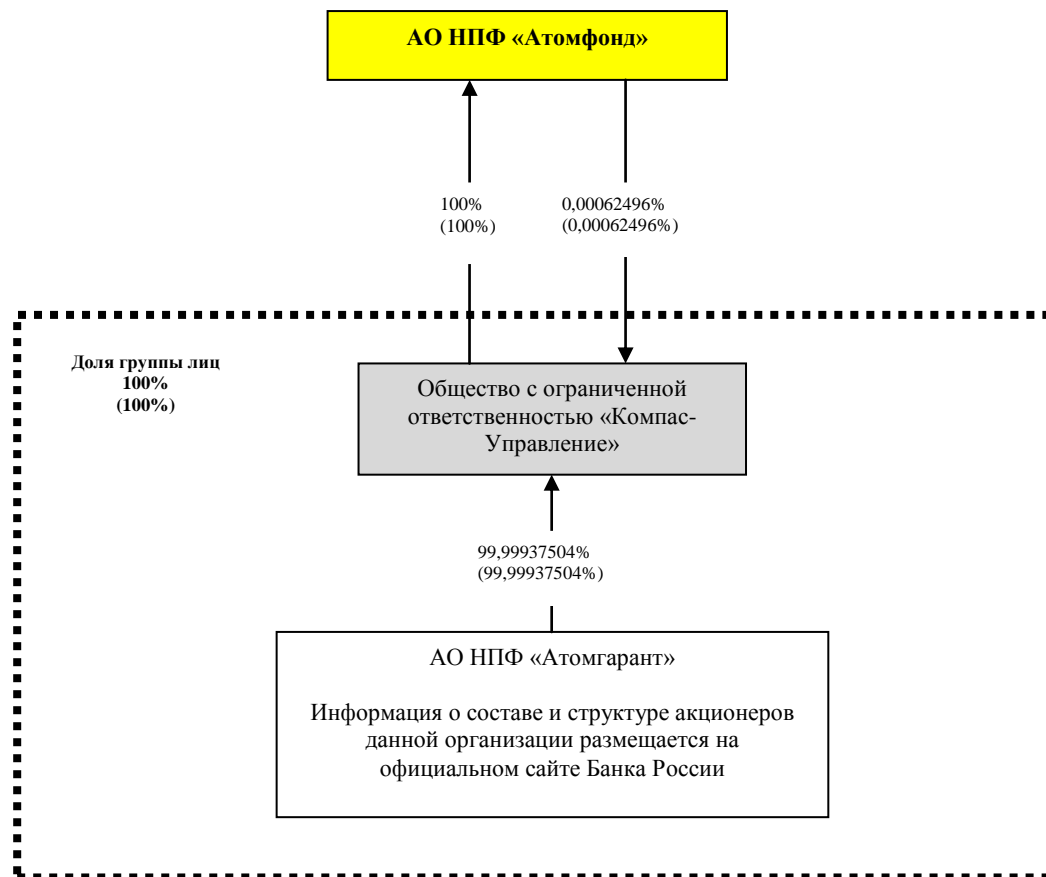 АО НПФ «Атомфонд»
100%
(100%)
0,00062496%
(0,00062496%)
Доля группы лиц
100%
(100%)
Общество с ограниченной
ответственностью «Компас-
Управление»
99,99937504%
(99,99937504%)
АО НПФ «Атомгарант»
Информация о составе и структуре акционеров
данной организации размещается на
официальном сайте Банка России